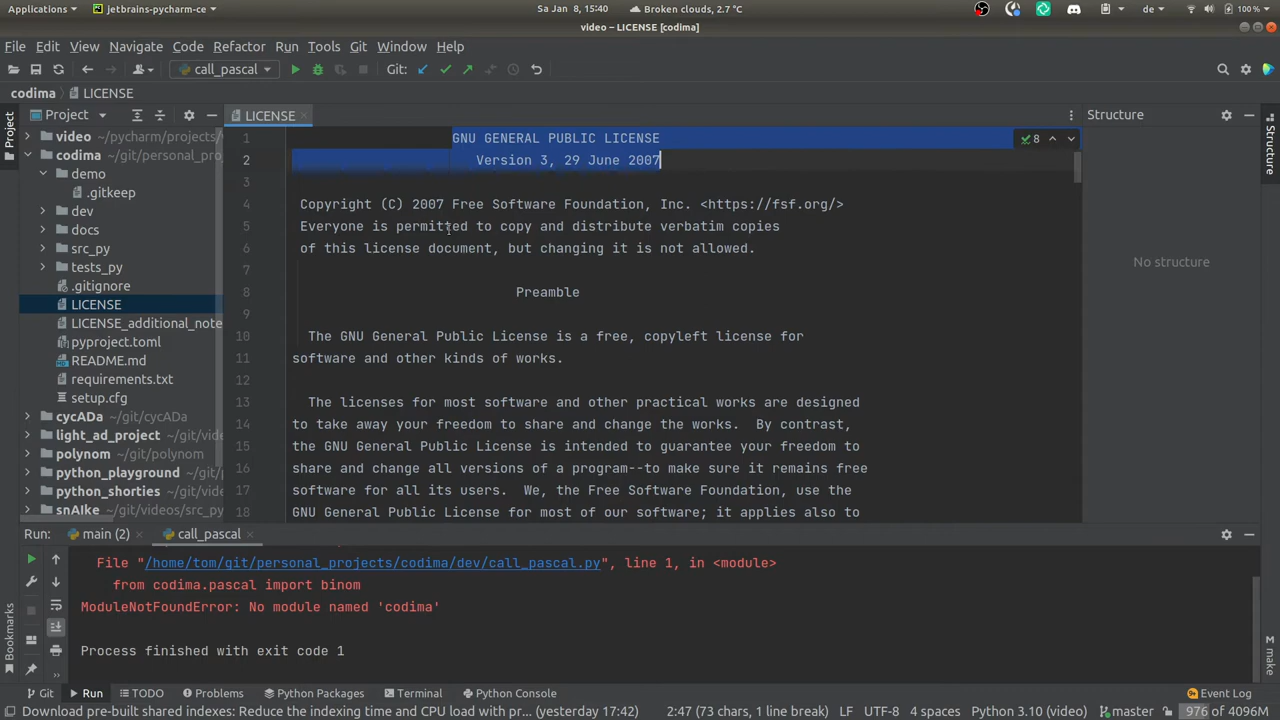 Applications
jetbrains-pycharm-ce
Sa Jan 8, 15:40
Broken clouds, 2.7 °C
de
100 %
video – LICENSE [codima]
File Edit View Navigate Code Refactor Run Tools Git Window Help
call_pascal
Git:
codima
LICENSE
Project
LICENSE
Structure
Project
Structure
video ~/pycharm/projects/
codima ~/git/personal_pro
demo
.gitkeep
dev
docs
src_py
tests_py
.gitignore
LICENSE
LICENSE_additional_note
pyproject.toml
README.md
requirements.txt
setup.cfg
cycADa ~/git/cycADa
light_ad_project ~/git/vide
polynom ~/git/polynom
python_playground ~/git/
python_shorties ~/git/vide
snAIke ~/git/videos/src_py
1 GNU GENERAL PUBLIC LICENSE
2 Version 3, 29 June 2007
3
4 Copyright (C) 2007 Free Software Foundation, Inc. <https://fsf.org/>
5 Everyone is permitted to copy and distribute verbatim copies
6 of this license document, but changing it is not allowed.
7
8 Preamble
9
10 The GNU General Public License is a free, copyleft license for
11 software and other kinds of works.
12
13 The licenses for most software and other practical works are designed
14 to take away your freedom to share and change the works. By contrast,
15 the GNU General Public License is intended to guarantee your freedom to
16 share and change all versions of a program--to make sure it remains free
17 software for all its users. We, the Free Software Foundation, use the
18 GNU General Public License for most of our software; it applies also to
8
No structure
Run:
main (2)
call_pascal
File "/home/tom/git/personal_projects/codima/dev/call_pascal.py", line 1, in <module>
from codima.pascal import binom
ModuleNotFoundError: No module named 'codima'
Process finished with exit code 1
Bookmarks
make
Git
Run
TODO
Problems
Python Packages
Terminal
Python Console
Event Log
Download pre-built shared indexes: Reduce the indexing time and CPU load with pr... (yesterday 17:42)
2:47 (73 chars, 1 line break)
LF
UTF-8
4 spaces
Python 3.10 (video)
master
976 of 4096M